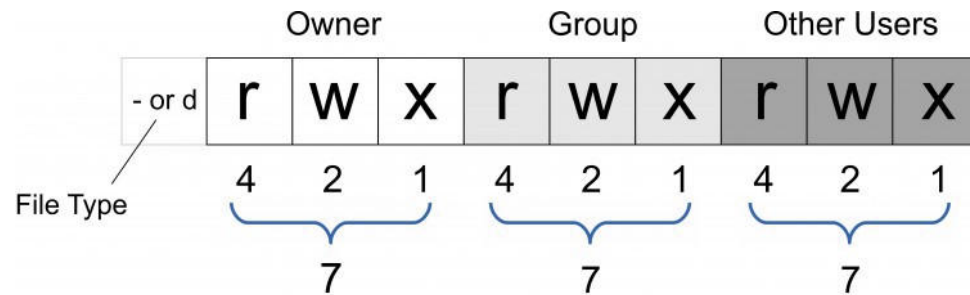 Owner Group Other Users
- or d r w x r w x r w x
4 2 1 4 2 1 4 2 1
File Type
7 7 7